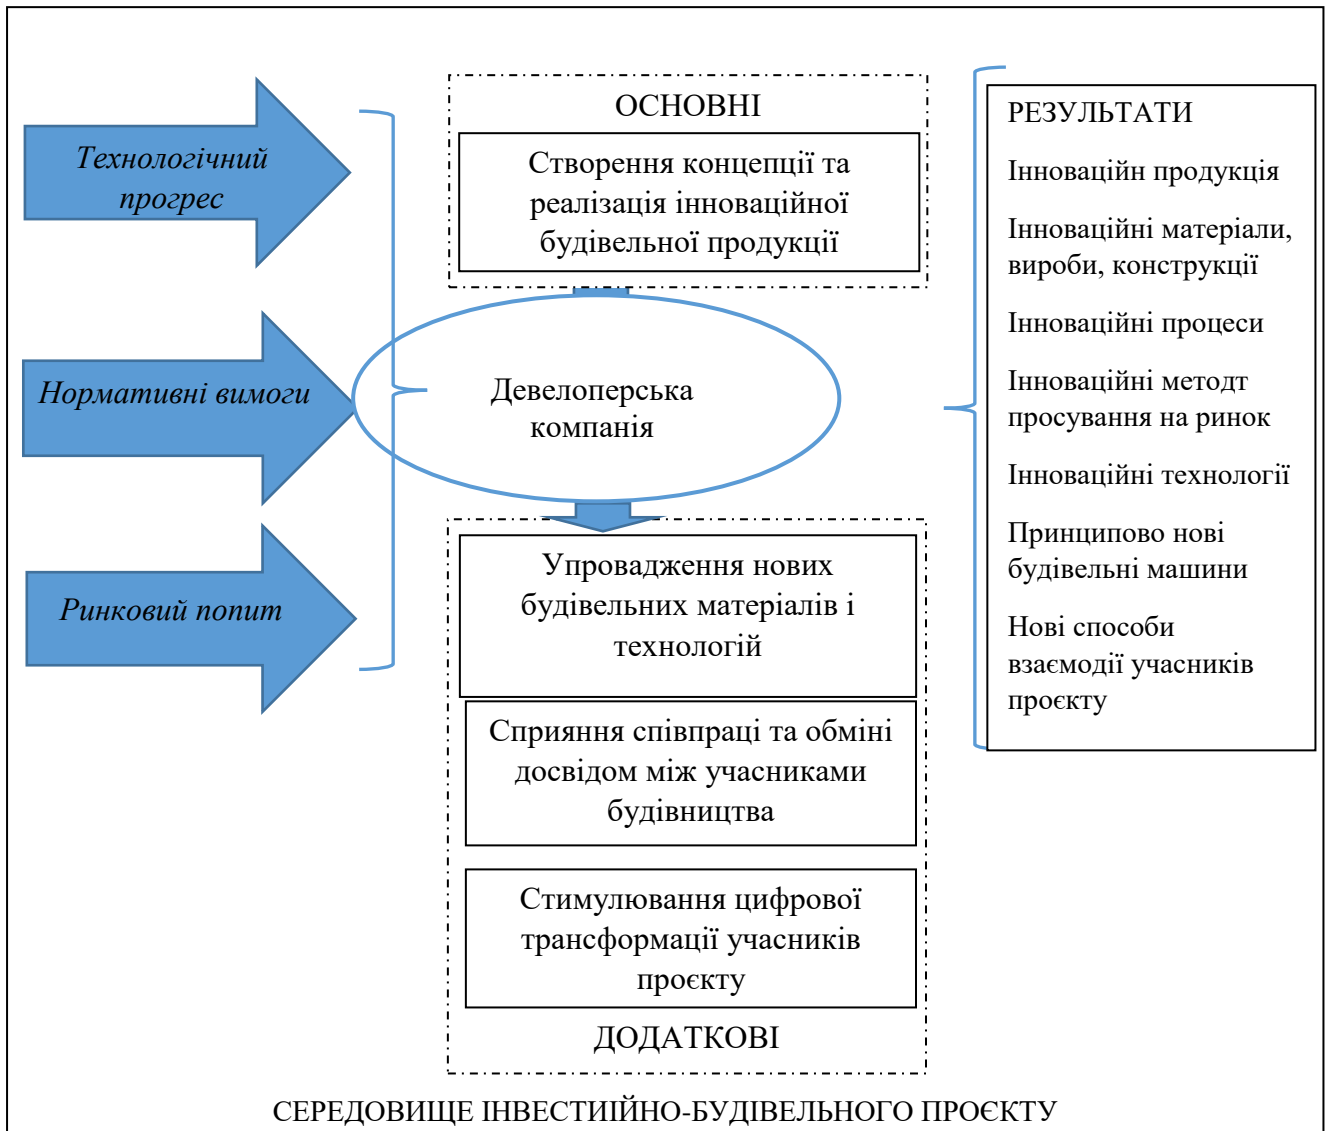 Технологічний
прогрес
Нормативні вимоги
Ринковий попит
ОСНОВНІ
Створення концепції та
реалізація інноваційної
будівельної продукції
Девелоперська
компанія
Упровадження нових
будівельних матеріалів і
технологій
Сприяння співпраці та обміні
досвідом між учасниками
будівництва
Стимулювання цифрової
трансформації учасників
проєкту
ДОДАТКОВІ
РЕЗУЛЬТАТИ
Інноваційн продукція
Інноваційні матеріали,
вироби, конструкції
Інноваційні процеси
Інноваційні методт
просування на ринок
Інноваційні технології
Принципово нові
будівельні машини
Нові способи
взаємодії учасників
проєкту
СЕРЕДОВИЩЕ ІНВЕСТИІЙНО-БУДІВЕЛЬНОГО ПРОЄКТУ